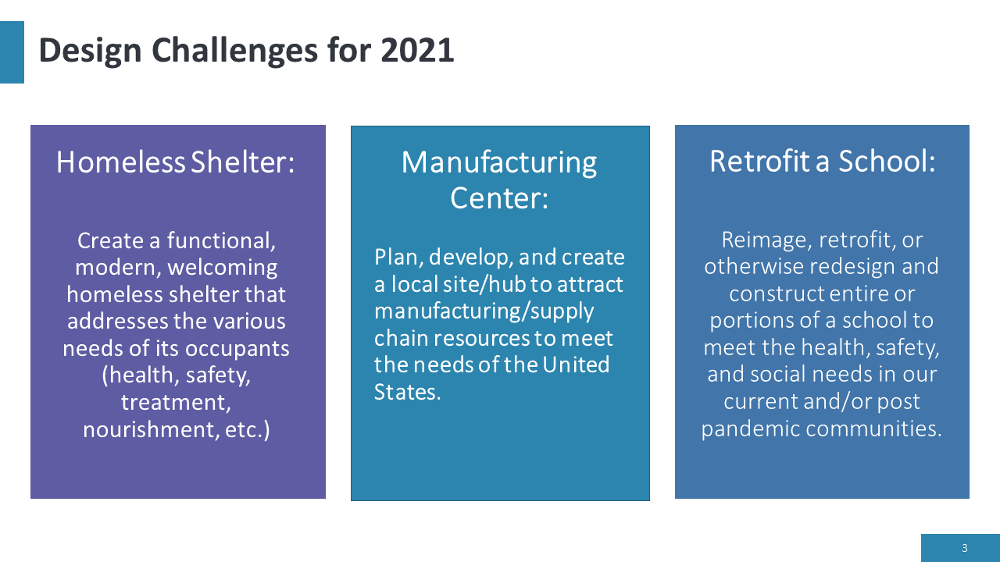 Design Challenges for 2021
Homeless Shelter:
Create a functional,
modern, welcoming
homeless shelter that
addresses the various
needs of its occupants
(health, safety,
treatment,
nourishment, etc.)
Manufacturing
Center:
Plan, develop, and create
a local site/hub to attract
manufacturing/supply
chain resources to meet
the needs of the United
States.
Retrofit a School:
Reimage, retrofit, or
otherwise redesign and
construct entire or
portions of a school to
meet the health, safety,
and social needs in our
current and/or post
pandemic communities.
3